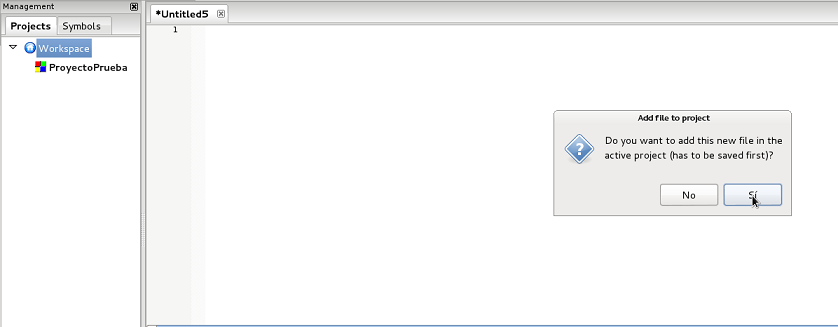 Management
Projects
Symbols
*Untitled5
Workspace
ProyectoPrueba
1
Add file to project
?
Do you want to add this new file in the
active project (has to be saved first)?
No
Sí